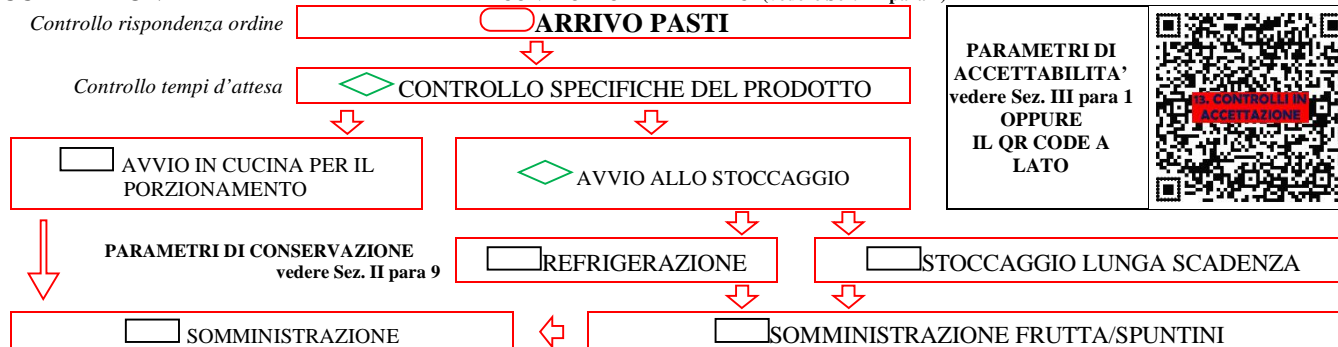 Controllo rispondenza ordine
ARRIVO PASTI
Controllo tempi d'attesa
CONTROLLO SPECIFICHE DEL PRODOTTO
PARAMETRI DI
ACCETTABILITA'
vedere Sez. III para 1
OPPURE
IL QR CODE A
LATO
13. CONTROLLI IN
ACCETTAZIONE
AVVIO IN CUCINA PER IL
PORZIONAMENTO
AVVIO ALLO STOCCAGGIO
PARAMETRI DI CONSERVAZIONE
vedere Sez. II para 9
REFRIGERAZIONE
STOCCAGGIO LUNGA SCADENZA
SOMMINISTRAZIONE
SOMMINISTRAZIONE FRUTTA/SPUNTINI